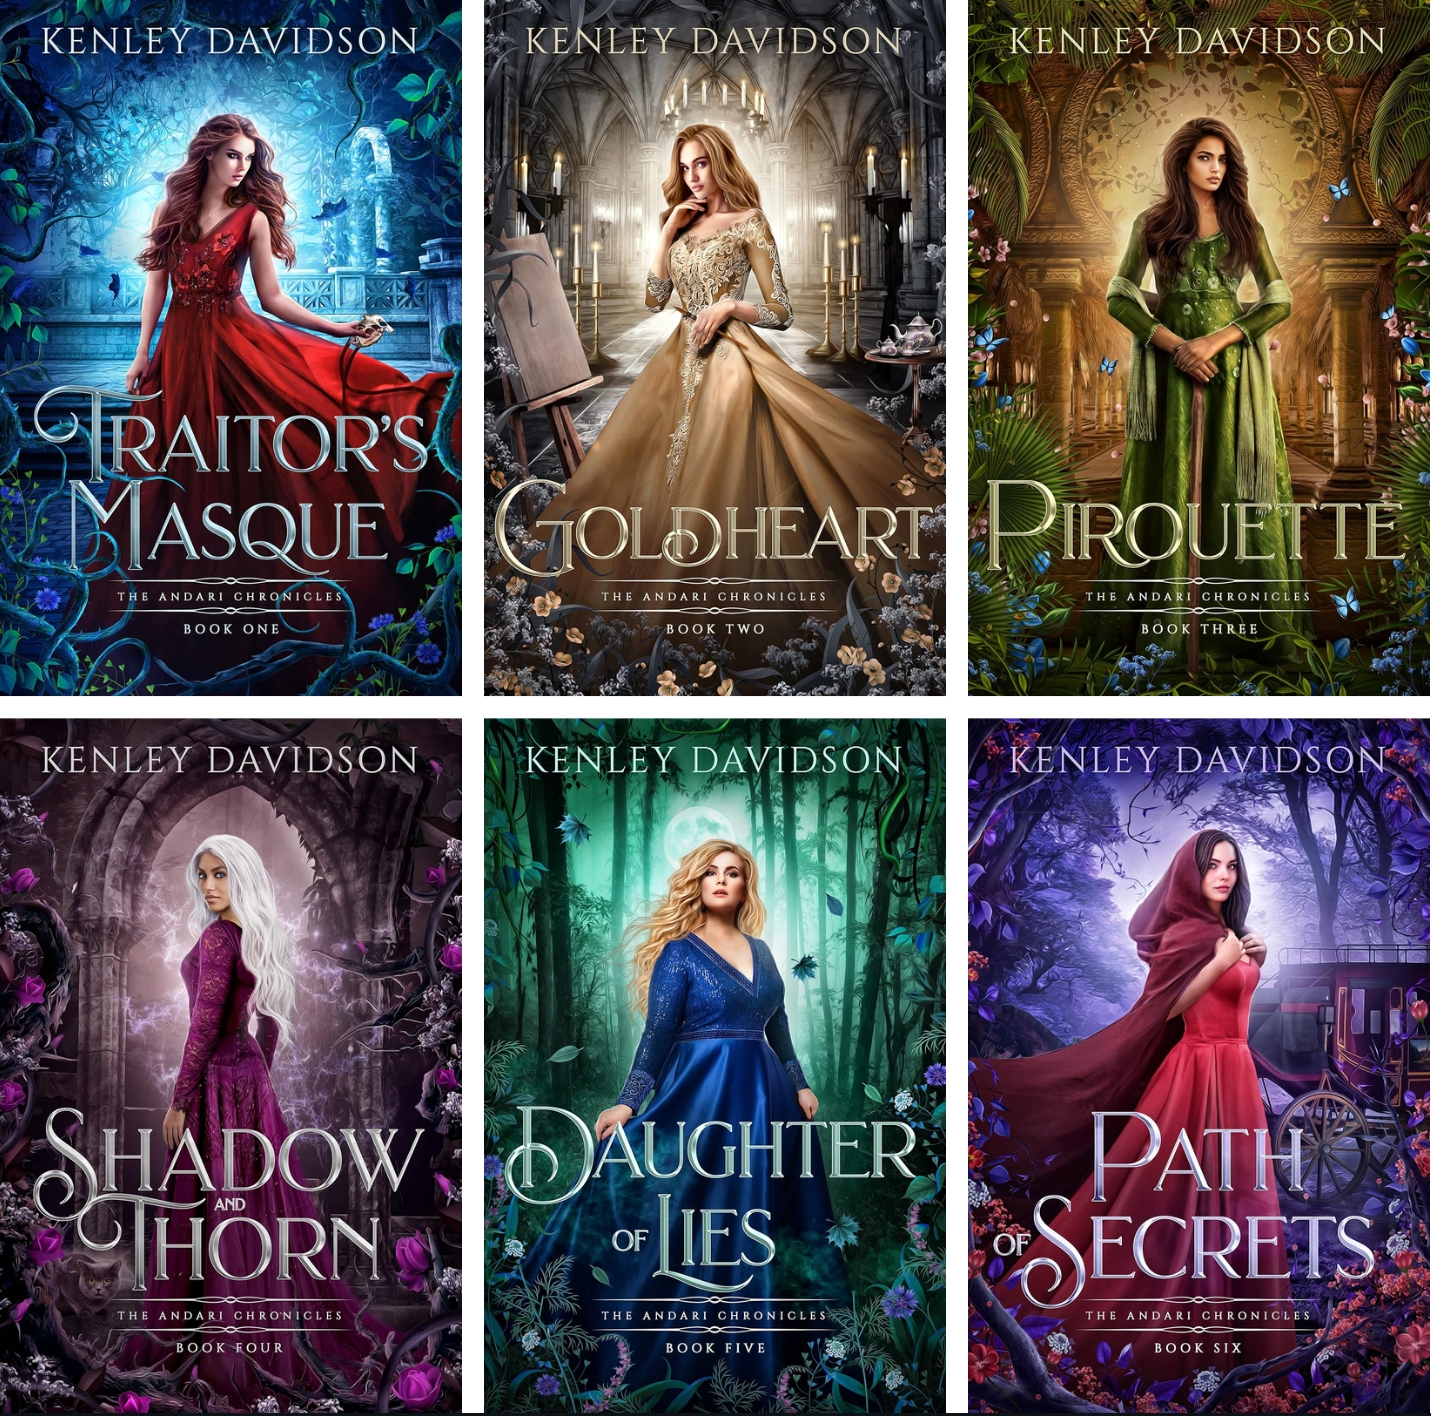 KENLEY DAVIDSON
TRAITOR'S
MASQUE
THE ANDARI CHRONICLES
BOOK ONE
KENLEY DAVIDSON
GOLDHEART
THE ANDARI CHRONICLES
BOOK TWO
KENLEY DAVIDSON
PIROUETTE
THE ANDARI CHRONICLES
BOOK THREE
KENLEY DAVIDSON
SHADOW
AND
THORN
THE ANDARI CHRONICLES
BOOK FOUR
KENLEY DAVIDSON
DAUGHTER
OF LIES
THE ANDARI CHRONICLES
BOOK FIVE
KENLEY DAVIDSON
PATH
OF SECRETS
THE ANDARI CHRONICLES
BOOK SIX